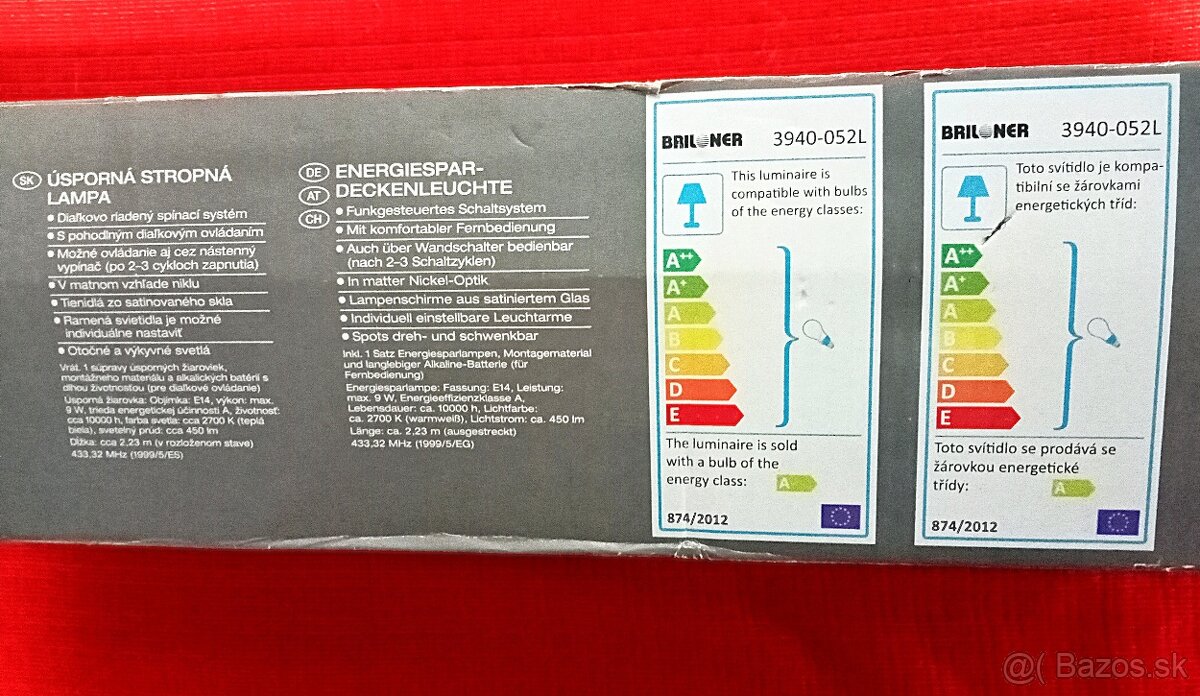 SK
ÚSPORNÁ STROPNÁ
LAMPA
• Diaľkovo riadený spínací systém
• S pohodlným diaľkovým ovládaním
• Možné ovládanie aj cez nástenný
vypínač (po 2–3 cykloch zapnutia)
• V matnom vzhľade niklu
• Tienidlá zo satinovaného skla
• Ramená svietidla je možné
individuálne nastaviť
• Otočné a výkyvné svetlá
Vrát. 1 súpravy úsporných žiaroviek,
montážneho materiálu a alkalických batérií s
dlhou životnosťou (pre diaľkové ovládanie)
Úsporná žiarovka: Objímka: E14, výkon: max.
9 W, trieda energetickej účinnosti A, životnosť:
cca 10000 h, farba svetla: cca 2700 K (teplá
biela), svetelný prúd: cca 450 lm
Dĺžka: cca 2,23 m (v rozloženom stave)
433,32 MHz (1999/5/ES)
DE
AT
CH
ENERGIESPAR-
DECKENLEUCHTE
• Funkgesteuertes Schaltsystem
• Mit komfortabler Fernbedienung
• Auch über Wandschalter bedienbar
(nach 2–3 Schaltzyklen)
• In matter Nickel-Optik
• Lampenschirme aus satiniertem Glas
• Individuell einstellbare Leuchtarme
• Spots dreh- und schwenkbar
Inkl. 1 Satz Energiesparlampen, Montagematerial
und langlebiger Alkaline-Batterie (für
Fernbedienung)
Energiesparlampe: Fassung: E14, Leistung:
max. 9 W, Energieeffizienzklasse A,
Lebensdauer: ca. 10000 h, Lichtfarbe:
ca. 2700 K (warmweiß), Lichtstrom: ca. 450 lm
Länge: ca. 2,23 m (ausgestreckt)
433,32 MHz (1999/5/EG)
BRILONER 3940-052L
This luminaire is
compatible with bulbs
of the energy classes:
A++
A+
A
B
C
D
E
The luminaire is sold
with a bulb of the
energy class:
A
874/2012
BRILONER 3940-052L
Toto svítidlo je kompa-
tibilní se žárovkami
energetických tříd:
A++
A+
A
B
C
D
E
Toto svítidlo se prodává se
žárovkou energetické
třídy:
A
874/2012
@( Bazos.sk